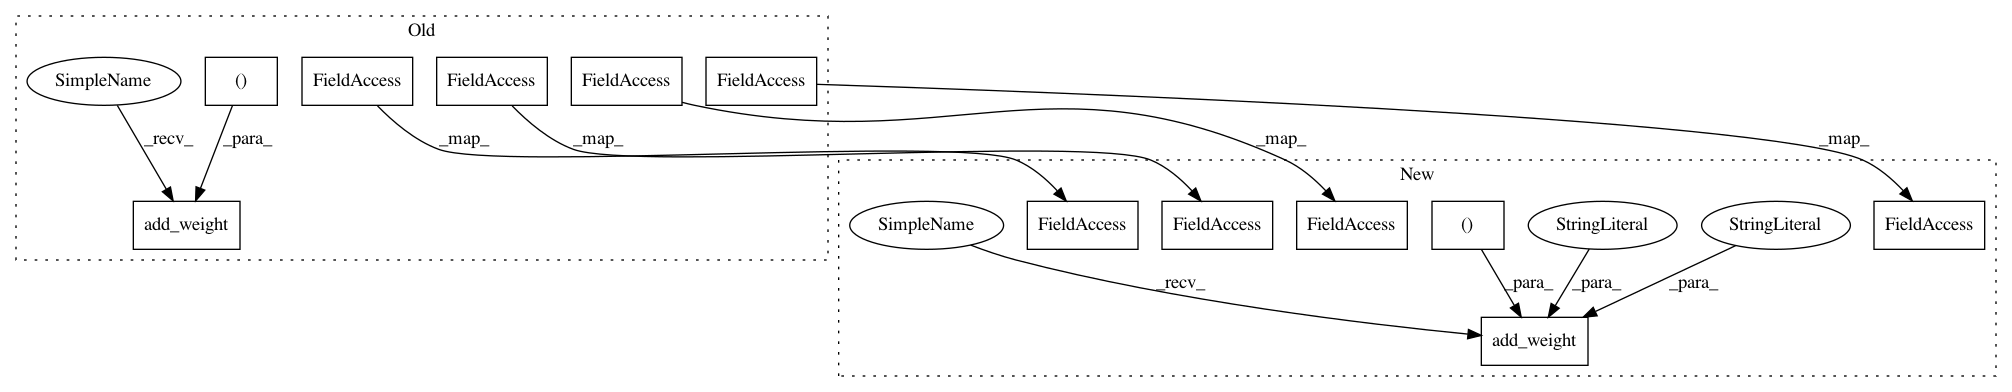 Old
SimpleName
()
FieldAccess
FieldAccess
FieldAccess
FieldAccess
_recv_
_para_
_map_
_map_
_map_
_map_
New
add_weight
SimpleName
FieldAccess
FieldAccess
FieldAccess
()
StringLiteral
StringLiteral
FieldAccess
_recv_
_para_
_para_
_para_
add_weight